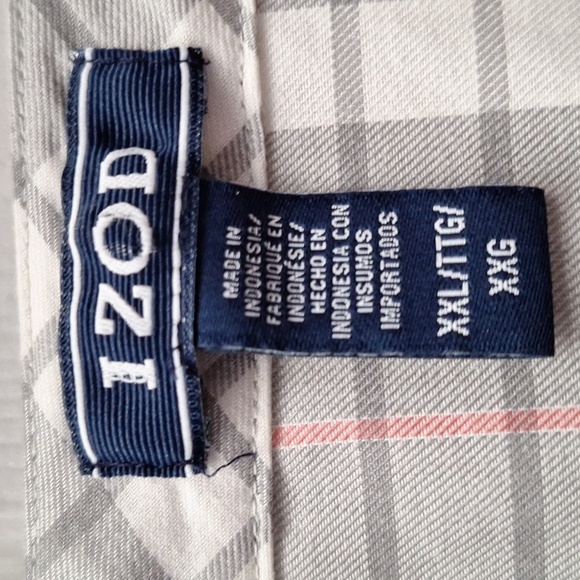 IZOD
MADE IN
INDONESIA/
FABRIQUÉ EN
INDONÉSIE/
HECHO EN
INDONESIA CON
INSUMOS
IMPORTADOS
XXL/TTG/
XXG